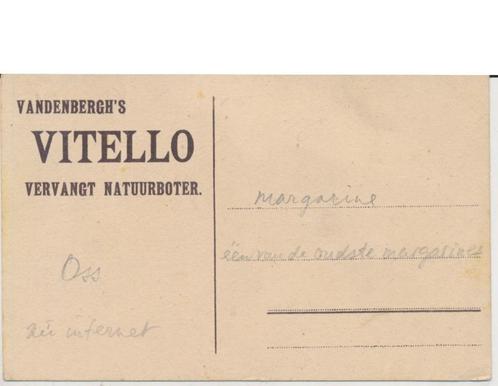 VANDENBERGH'S
VITELLO
VERVANGT NATUURBOTER.
Oss
zie internet
margarine
één van de oudste margarines